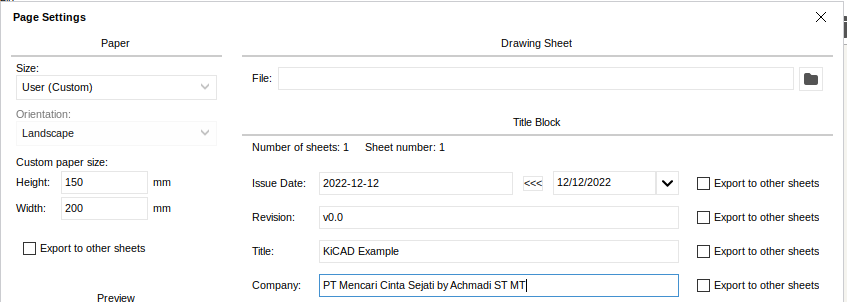 Page Settings
Paper
Size:
User (Custom)
Orientation:
Landscape
Custom paper size:
Height: 150 mm
Width: 200 mm
Export to other sheets
Preview
Drawing Sheet
File:
Title Block
Number of sheets: 1 Sheet number: 1
Issue Date: 2022-12-12 <<< 12/12/2022 Export to other sheets
Revision: v0.0 Export to other sheets
Title: KiCAD Example Export to other sheets
Company: PT Mencari Cinta Sejati by Achmadi ST MT Export to other sheets